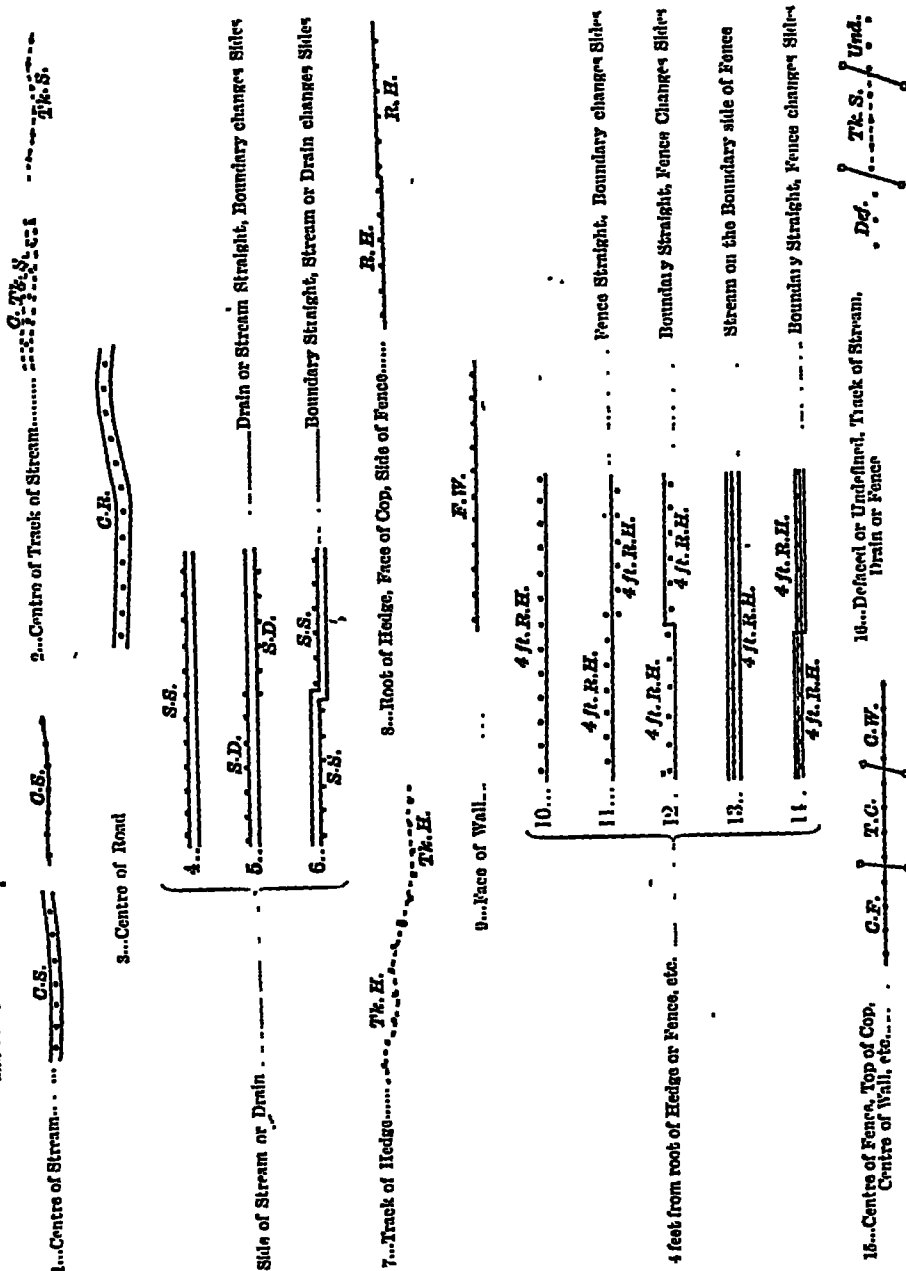 1...Centre of Stream... ... C.S. C.S.
2...Centre of Track of Stream......... C. Tk. S. Tk. S.
3...Centre of Road C.R.
Side of Stream or Drain
4... S.S.
5... S.D. S.D. Drain or Stream Straight, Boundary changes Sides
6... S.S. S.S. Boundary Straight, Stream or Drain changes Sides
7...Track of Hedge...... Tk. H. Tk. H.
8...Root of Hedge, Face of Cop, Side of Fence...... R. H. R. H.
9...Face of Wall... ... F. W.
4 feet from root of Hedge or Fence, etc.
10... 4 ft. R.H.
11... 4 ft. R.H. 4 ft. R.H. Fence Straight, Boundary changes Sides
12 . 4 ft. R.H. 4 ft. R.H. Boundary Straight, Fence Changes Sides
13.. 4 ft. R.H. Stream on the Boundary side of Fence
14 . 4 ft. R.H. 4 ft. R.H. Boundary Straight, Fence changes Sides
15...Centre of Fence, Top of Cop,
Centre of Wall, etc. C.F. T.C. C.W.
16...Defaced or Undefined, Track of Stream,
Drain or Fence Def. Tk. S. Und.